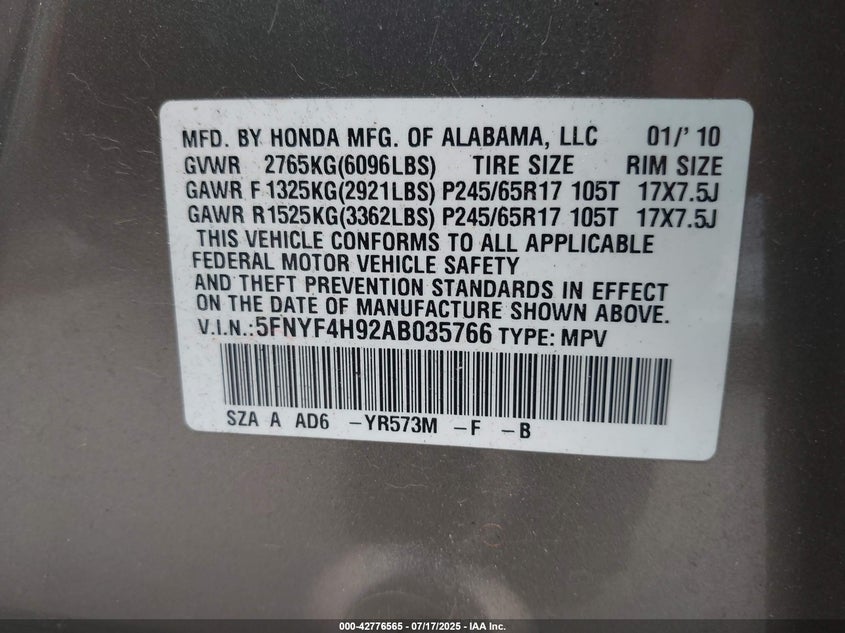 MFD. BY HONDA MFG. OF ALABAMA, LLC 01/' 10
GVWR 2765KG(6096LBS) TIRE SIZE RIM SIZE
GAWR F 1325KG(2921LBS) P245/65R17 105T 17X7.5J
GAWR R1525KG(3362LBS) P245/65R17 105T 17X7.5J
THIS VEHICLE CONFORMS TO ALL APPLICABLE
FEDERAL MOTOR VEHICLE SAFETY
AND THEFT PREVENTION STANDARDS IN EFFECT
ON THE DATE OF MANUFACTURE SHOWN ABOVE.
V.I.N.:5FNYF4H92AB035766 TYPE: MPV
SZA A AD6 -YR573M -F -B
000-42776565 / 07/17/2025 - IAA Inc.